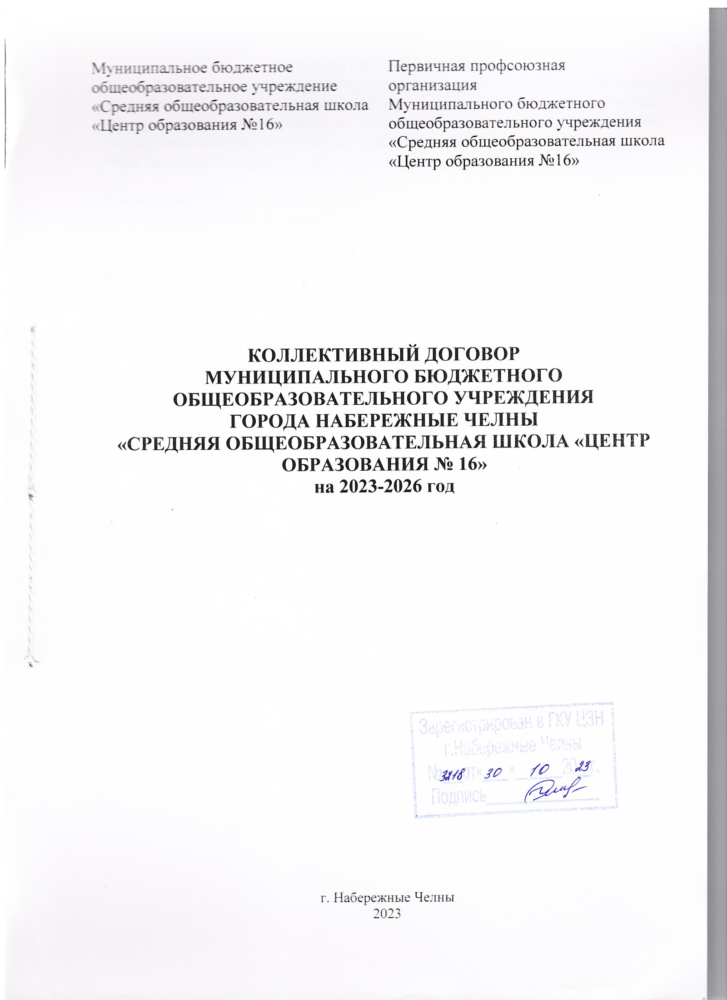 Муниципальное бюджетное
общеобразовательное учреждение
«Средняя общеобразовательная школа
«Центр образования №16»
Первичная профсоюзная
организация
Муниципального бюджетного
общеобразовательного учреждения
«Средняя общеобразовательная школа
«Центр образования №16»
КОЛЛЕКТИВНЫЙ ДОГОВОР
МУНИЦИПАЛЬНОГО БЮДЖЕТНОГО
ОБЩЕОБРАЗОВАТЕЛЬНОГО УЧРЕЖДЕНИЯ
ГОРОДА НАБЕРЕЖНЫЕ ЧЕЛНЫ
«СРЕДНЯЯ ОБЩЕОБРАЗОВАТЕЛЬНАЯ ШКОЛА «ЦЕНТР
ОБРАЗОВАНИЯ № 16»
на 2023-2026 год
Зарегистрирован в ГКУ ЦЗН
г.Набережные Челны
№ 3218 от « 30 » 10 2023 г.
Подпись
г. Набережные Челны
2023